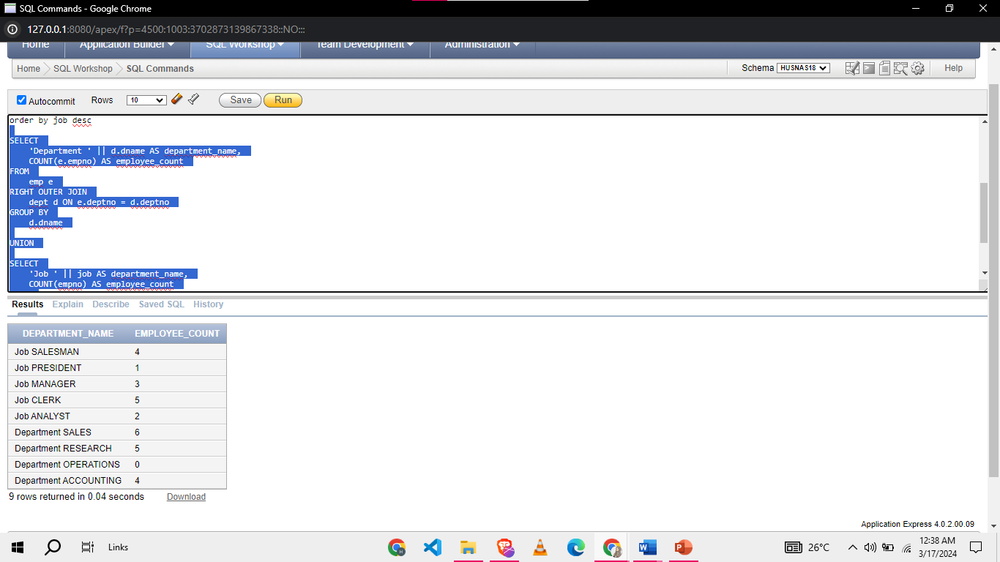 SQL Commands - Google Chrome
127.0.0.1:8080/apex/f?p=4500:1003:3702873139867338::NO:::
Home Application Builder SQL Workshop Team Development Administration
Home SQL Workshop SQL Commands Schema HUSNAS18 Help
Autocommit Rows 10 Save Run
order by job desc
SELECT
'Department ' || d.dname AS department_name,
COUNT(e.empno) AS employee_count
FROM
emp e
RIGHT OUTER JOIN
dept d ON e.deptno = d.deptno
GROUP BY
d.dname
UNION
SELECT
'Job ' || job AS department_name,
COUNT(empno) AS employee_count
Results Explain Describe Saved SQL History
DEPARTMENT_NAME EMPLOYEE_COUNT
Job SALESMAN 4
Job PRESIDENT 1
Job MANAGER 3
Job CLERK 5
Job ANALYST 2
Department SALES 6
Department RESEARCH 5
Department OPERATIONS 0
Department ACCOUNTING 4
9 rows returned in 0.04 seconds Download
Application Express 4.0.2.00.09
Links 26°C 12:38 AM
3/17/2024